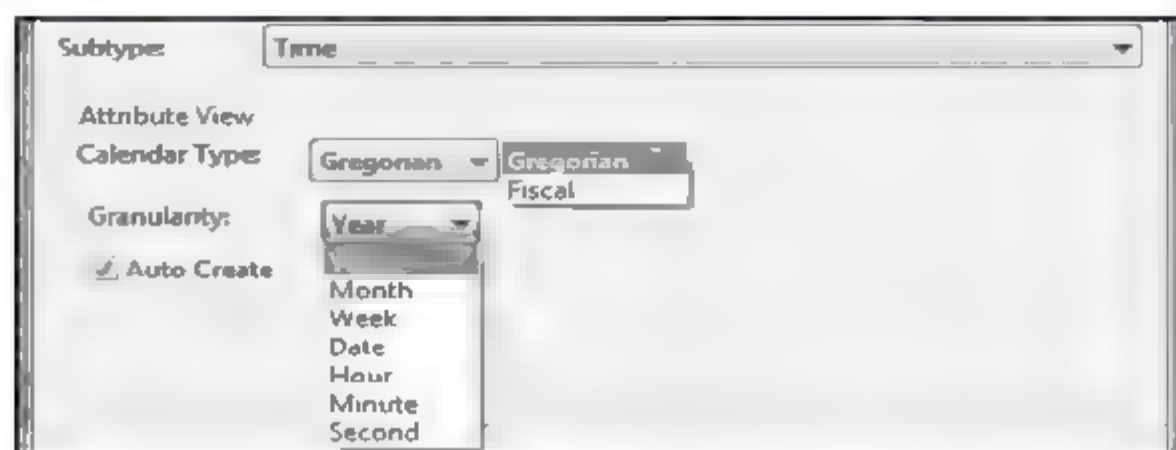 Subtype: Time
Attribute View
Calendar Type: Gregorian Gregorian
Fiscal
Granularity: Year
Auto Create
Month
Week
Date
Hour
Minute
Second